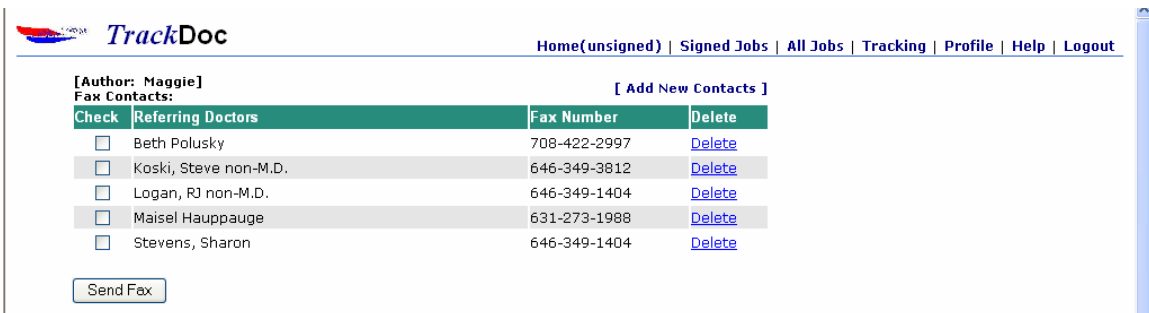 TrackDoc
Home(unsigned) | Signed Jobs | All Jobs | Tracking | Profile | Help | Logout
[Author: Maggie]
Fax Contacts:
[ Add New Contacts ]
Check Referring Doctors Fax Number Delete
Beth Polusky 708-422-2997 Delete
Koski, Steve non-M.D. 646-349-3812 Delete
Logan, RJ non-M.D. 646-349-1404 Delete
Maisel Hauppauge 631-273-1988 Delete
Stevens, Sharon 646-349-1404 Delete
Send Fax